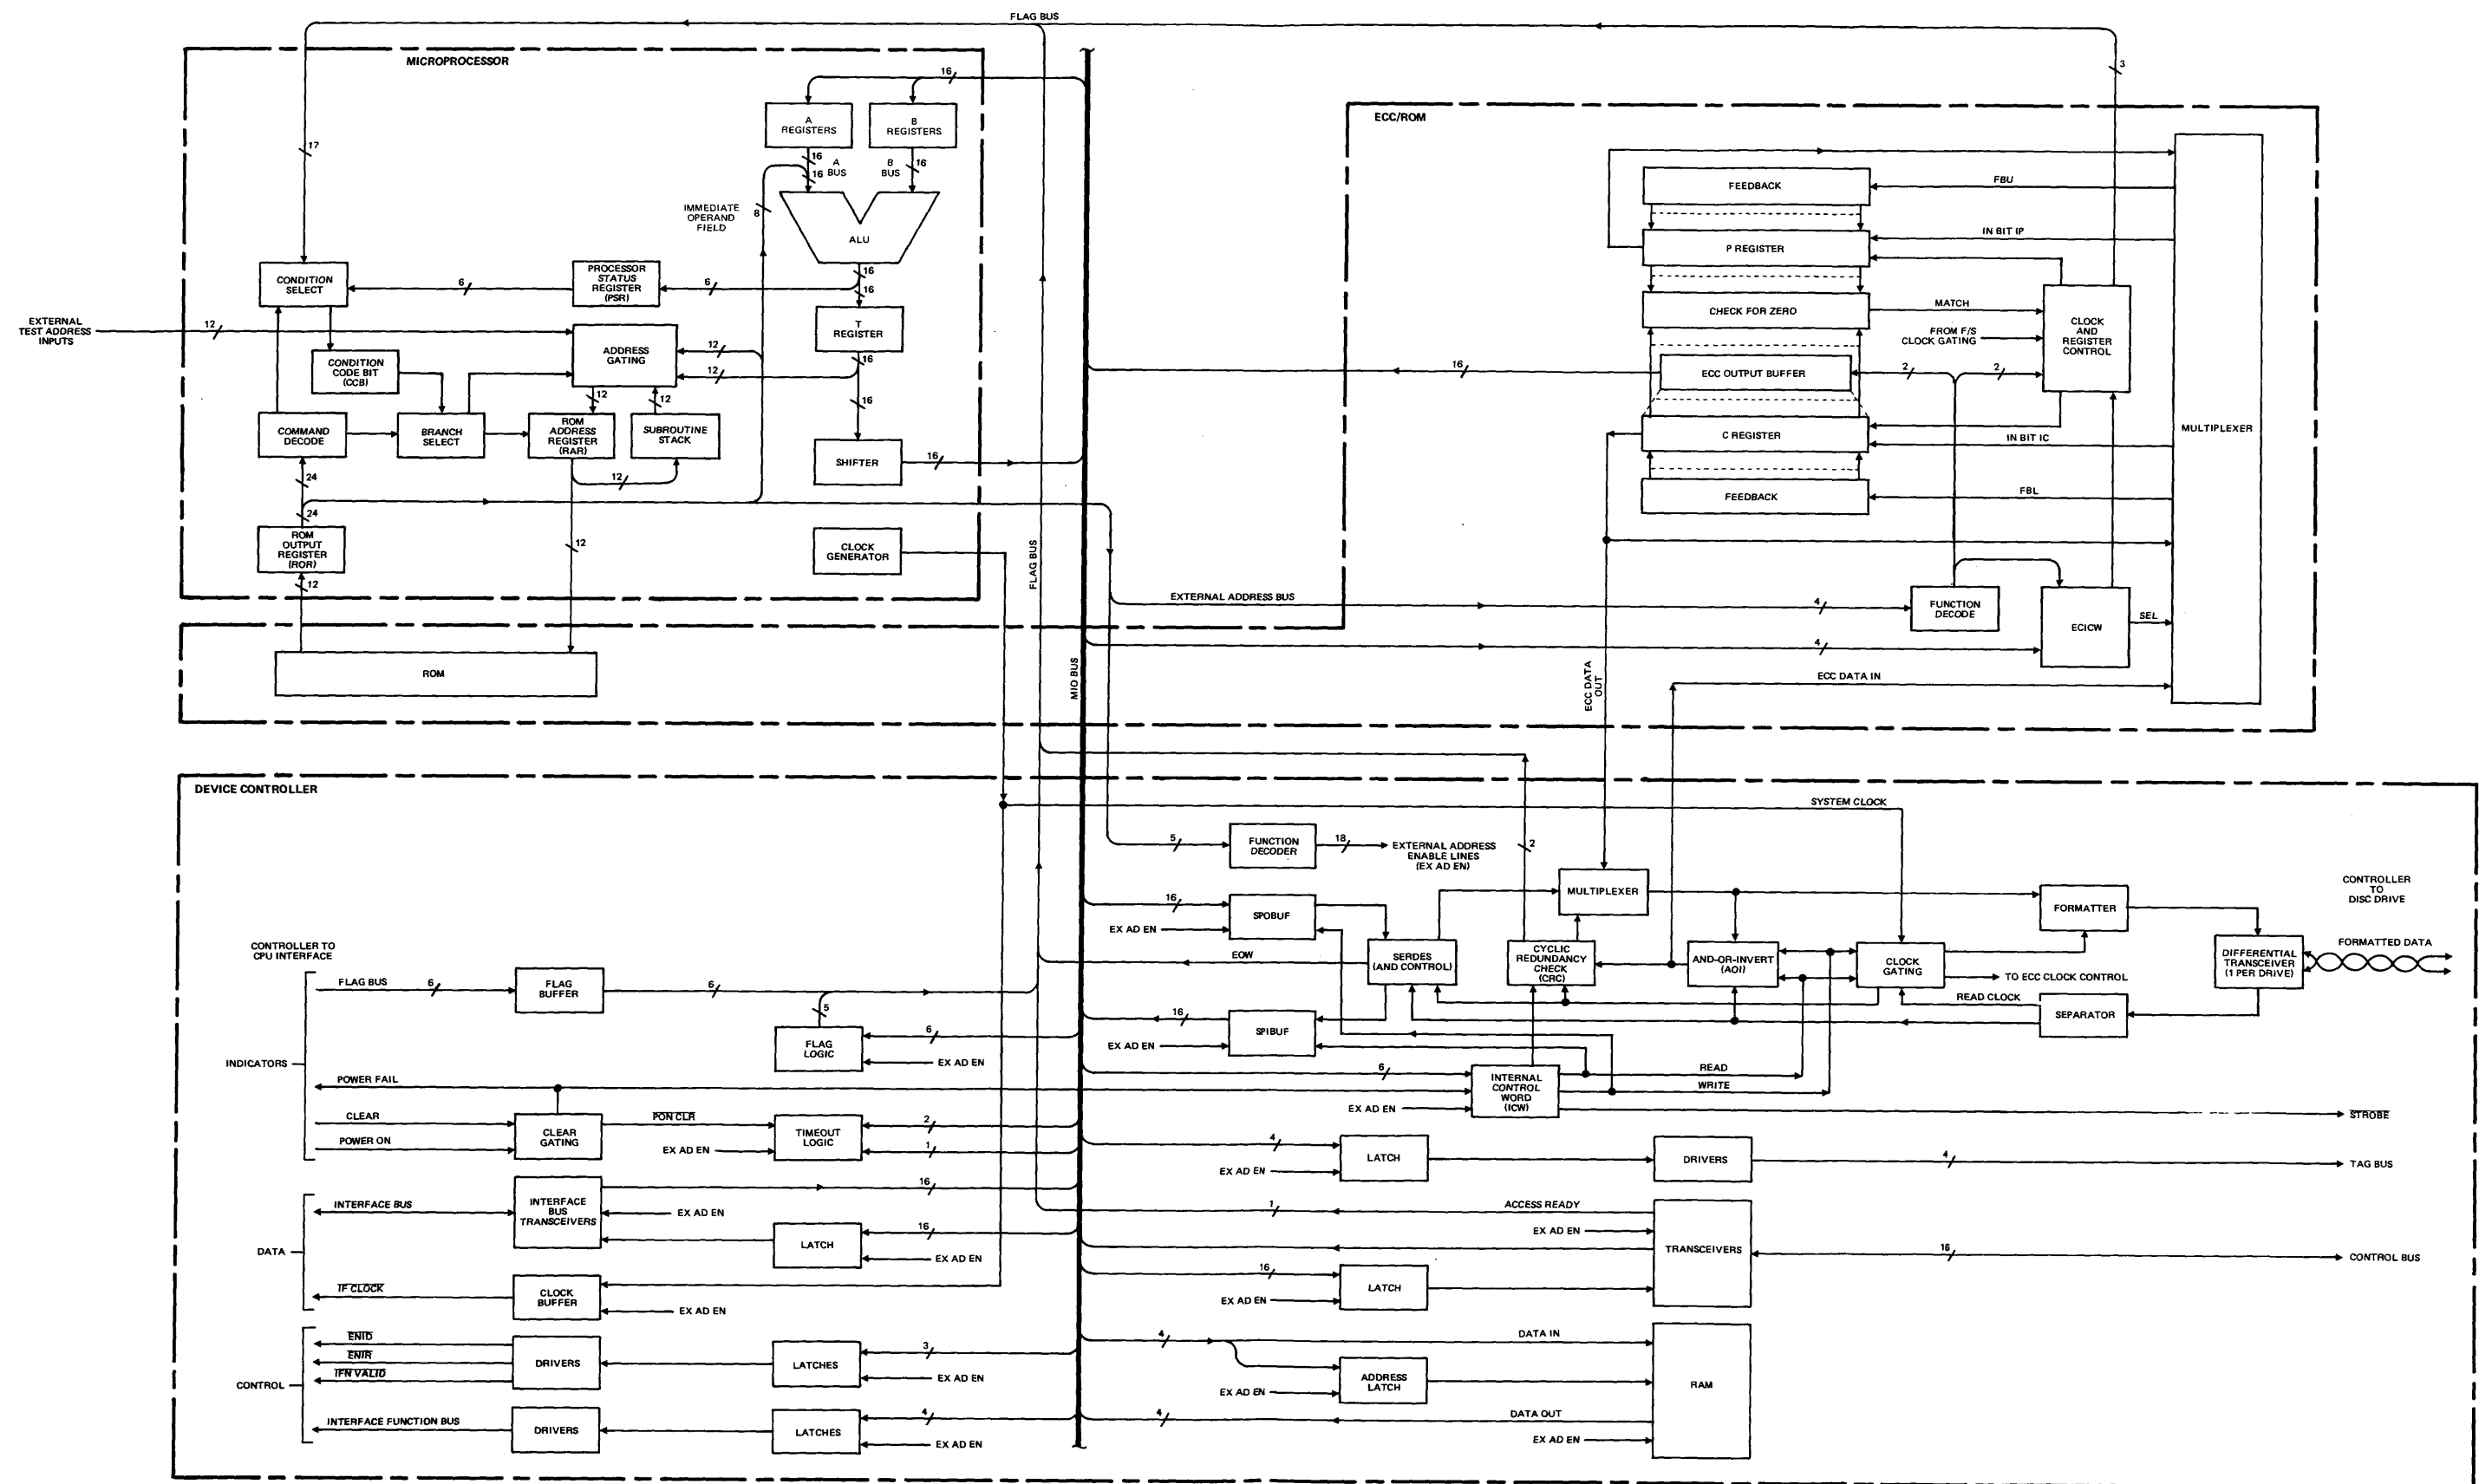 FLAG BUS
MICROPROCESSOR
16
3
A
REGISTERS
B
REGISTERS
ECC/ROM
17
16
A
BUS
16
B
BUS
16
IMMEDIATE
OPERAND
FIELD
8
ALU
FEEDBACK
FBU
P REGISTER
IN BIT IP
CONDITION
SELECT
6
PROCESSOR
STATUS
REGISTER
(PSR)
6
16
16
CHECK FOR ZERO
MATCH
FROM F/S
CLOCK GATING
CLOCK
AND
REGISTER
CONTROL
EXTERNAL
TEST ADDRESS
INPUTS
12
T
REGISTER
ADDRESS
GATING
12
12
16
CONDITION
CODE BIT
(CCB)
16
ECC OUTPUT BUFFER
2
2
12
12
16
COMMAND
DECODE
BRANCH
SELECT
ROM
ADDRESS
REGISTER
(RAR)
SUBROUTINE
STACK
C REGISTER
IN BIT IC
MULTIPLEXER
SHIFTER
16
24
12
FEEDBACK
FBL
24
ROM
OUTPUT
REGISTER
(ROR)
12
CLOCK
GENERATOR
FLAG BUS
12
EXTERNAL ADDRESS BUS
4
FUNCTION
DECODE
ECICW
SEL
4
ROM
MIO BUS
ECC DATA
OUT
ECC DATA IN
DEVICE CONTROLLER
SYSTEM CLOCK
5
FUNCTION
DECODER
18
EXTERNAL ADDRESS
ENABLE LINES
(EX AD EN)
2
MULTIPLEXER
FORMATTER
CONTROLLER
TO
DISC DRIVE
16
SPOBUF
EX AD EN
CONTROLLER TO
CPU INTERFACE
EOW
SERDES
(AND CONTROL)
CYCLIC
REDUNDANCY
CHECK
(CRC)
AND-OR-INVERT
(AOI)
CLOCK
GATING
DIFFERENTIAL
TRANSCEIVER
(1 PER DRIVE)
FORMATTED DATA
TO ECC CLOCK CONTROL
FLAG BUS
6
FLAG
BUFFER
6
READ CLOCK
SEPARATOR
5
16
SPIBUF
EX AD EN
FLAG
LOGIC
6
EX AD EN
INDICATORS
POWER FAIL
6
INTERNAL
CONTROL
WORD
(ICW)
READ
WRITE
EX AD EN
STROBE
CLEAR
POWER ON
CLEAR
GATING
PON CLR
EX AD EN
TIMEOUT
LOGIC
2
1
4
EX AD EN
LATCH
DRIVERS
4
TAG BUS
INTERFACE BUS
INTERFACE
BUS
TRANSCEIVERS
16
EX AD EN
1
ACCESS READY
EX AD EN
TRANSCEIVERS
16
CONTROL BUS
DATA
LATCH
16
EX AD EN
16
EX AD EN
LATCH
IF CLOCK
CLOCK
BUFFER
EX AD EN
ENID
ENIR
IFN VALID
DRIVERS
LATCHES
3
EX AD EN
4
DATA IN
CONTROL
EX AD EN
ADDRESS
LATCH
RAM
INTERFACE FUNCTION BUS
DRIVERS
LATCHES
4
EX AD EN
4
DATA OUT
EX AD EN